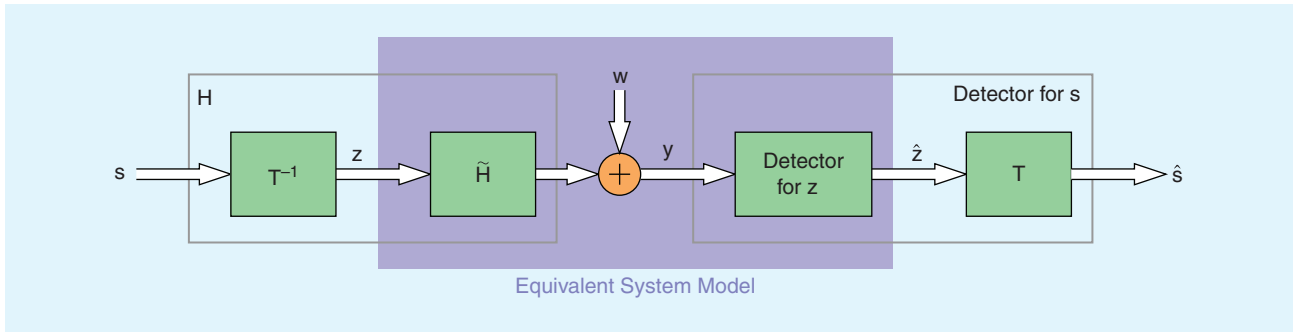 H
w
Detector for s
s
T⁻¹
z
H̃
+
y
Detector
for z
ẑ
T
ŝ
Equivalent System Model